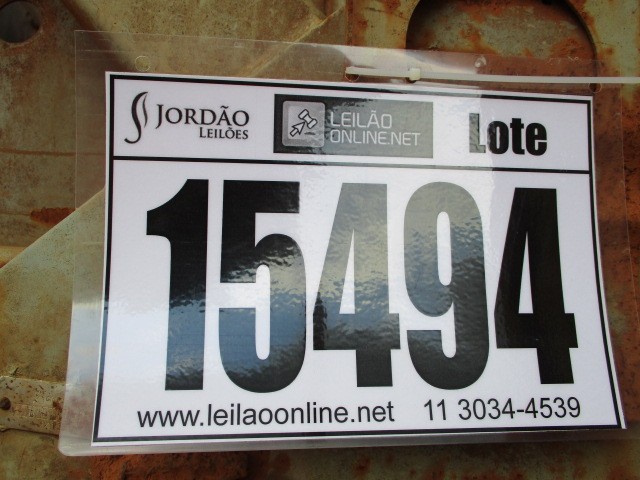 JORDÃO
LEILÕES
LEILÃO
ONLINE.NET
Lote
15494
www.leilaoonline.net 11 3034-4539